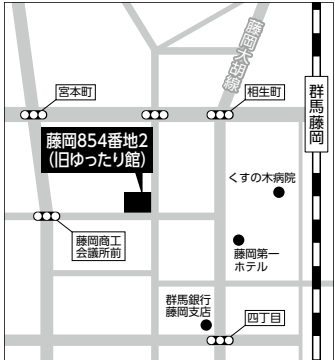 藤岡大胡線
宮本町
相生町
群馬藤岡
藤岡854番地2
(旧ゆったり館)
くすの木病院
藤岡商工
会議所前
藤岡第一
ホテル
群馬銀行
藤岡支店
四丁目